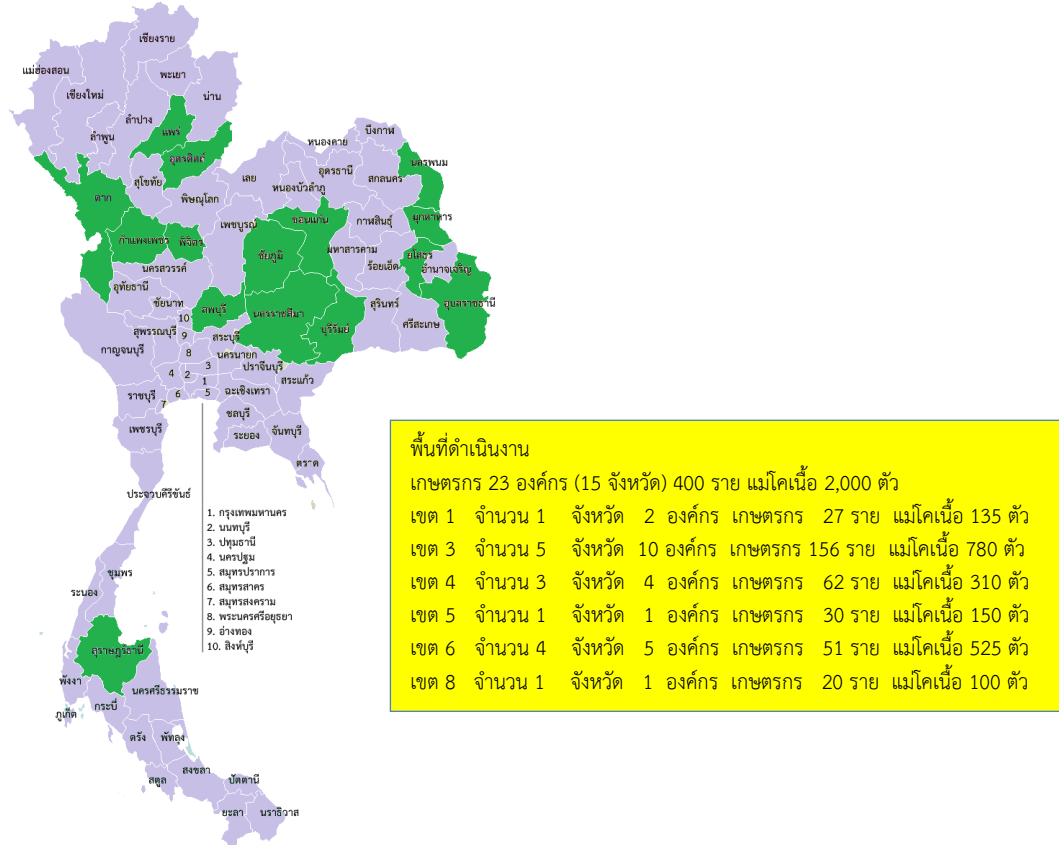 เชียงราย
แม่ฮ่องสอน
พะเยา
เชียงใหม่
น่าน
ลำปาง
แพร่
ลำพูน
อุตรดิตถ์
บึงกาฬ
หนองคาย
นครพนม
เลย
อุดรธานี
สกลนคร
สุโขทัย
หนองบัวลำภู
ตาก
พิษณุโลก
ขอนแก่น
กาฬสินธุ์
มุกดาหาร
เพชรบูรณ์
กำแพงเพชร
พิจิตร
มหาสารคาม
ยโสธร
ชัยภูมิ
ร้อยเอ็ด
อำนาจเจริญ
นครสวรรค์
อุทัยธานี
ชัยนาท
ลพบุรี
นครราชสีมา
สุรินทร์
อุบลราชธานี
10
สุพรรณบุรี
9
สระบุรี
บุรีรัมย์
ศรีสะเกษ
กาญจนบุรี
8
นครนายก
3
ปราจีนบุรี
4
2
1
สระแก้ว
ราชบุรี
6
5
ฉะเชิงเทรา
7
ชลบุรี
เพชรบุรี
ระยอง
จันทบุรี
ตราด
ประจวบคีรีขันธ์
1. กรุงเทพมหานคร
2. นนทบุรี
3. ปทุมธานี
4. นครปฐม
5. สมุทรปราการ
6. สมุทรสาคร
7. สมุทรสงคราม
8. พระนครศรีอยุธยา
9. อ่างทอง
10. สิงห์บุรี
ชุมพร
ระนอง
สุราษฎร์ธานี
พังงา
นครศรีธรรมราช
กระบี่
ภูเก็ต
ตรัง
พัทลุง
สงขลา
สตูล
ปัตตานี
ยะลา
นราธิวาส
พื้นที่ดำเนินงาน
เกษตรกร 23 องค์กร (15 จังหวัด) 400 ราย แม่โคเนื้อ 2,000 ตัว
เขต 1 จำนวน 1 จังหวัด 2 องค์กร เกษตรกร 27 ราย แม่โคเนื้อ 135 ตัว
เขต 3 จำนวน 5 จังหวัด 10 องค์กร เกษตรกร 156 ราย แม่โคเนื้อ 780 ตัว
เขต 4 จำนวน 3 จังหวัด 4 องค์กร เกษตรกร 62 ราย แม่โคเนื้อ 310 ตัว
เขต 5 จำนวน 1 จังหวัด 1 องค์กร เกษตรกร 30 ราย แม่โคเนื้อ 150 ตัว
เขต 6 จำนวน 4 จังหวัด 5 องค์กร เกษตรกร 51 ราย แม่โคเนื้อ 525 ตัว
เขต 8 จำนวน 1 จังหวัด 1 องค์กร เกษตรกร 20 ราย แม่โคเนื้อ 100 ตัว